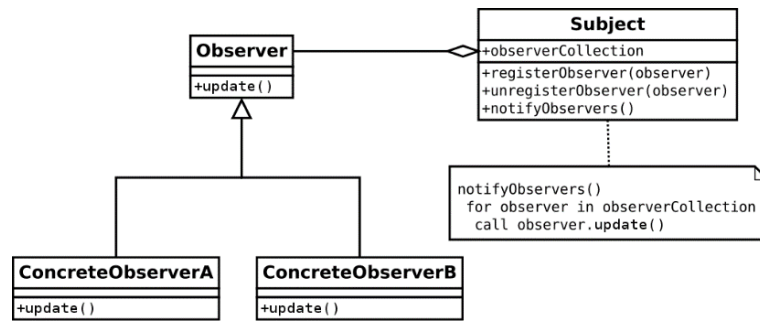 Observer
+update()
Subject
+observerCollection
+registerObserver(observer)
+unregisterObserver(observer)
+notifyObservers()
notifyObservers()
for observer in observerCollection
call observer.update()
ConcreteObserverA
+update()
ConcreteObserverB
+update()